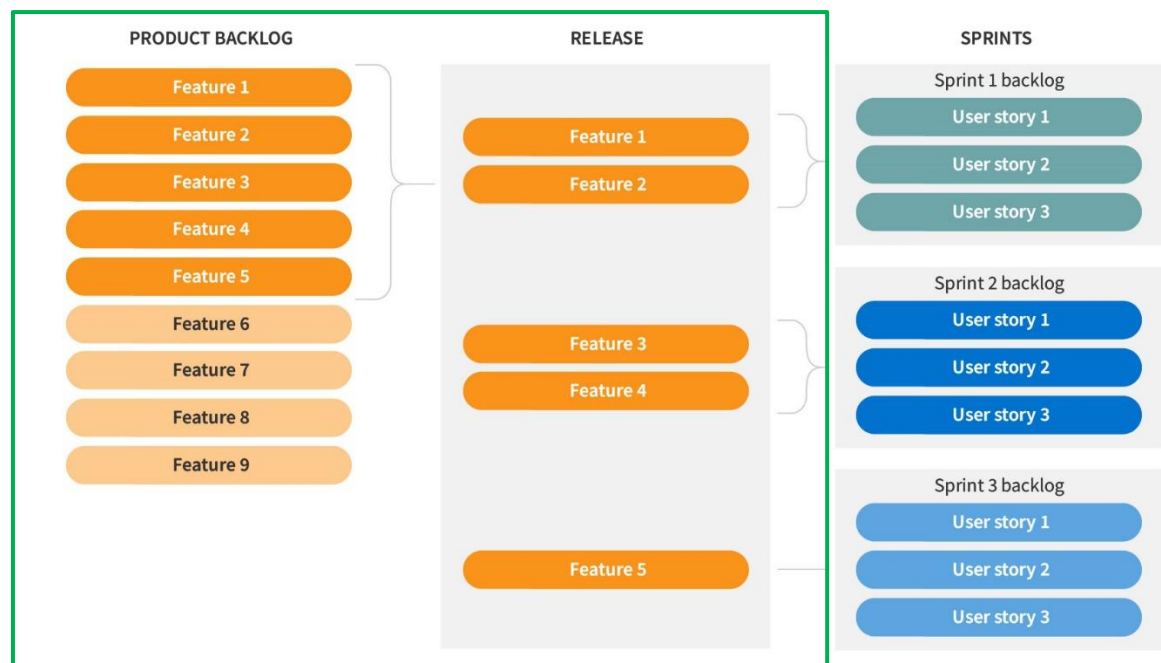 PRODUCT BACKLOG
Feature 1
Feature 2
Feature 3
Feature 4
Feature 5
Feature 6
Feature 7
Feature 8
Feature 9
RELEASE
Feature 1
Feature 2
Feature 3
Feature 4
Feature 5
SPRINTS
Sprint 1 backlog
User story 1
User story 2
User story 3
Sprint 2 backlog
User story 1
User story 2
User story 3
Sprint 3 backlog
User story 1
User story 2
User story 3